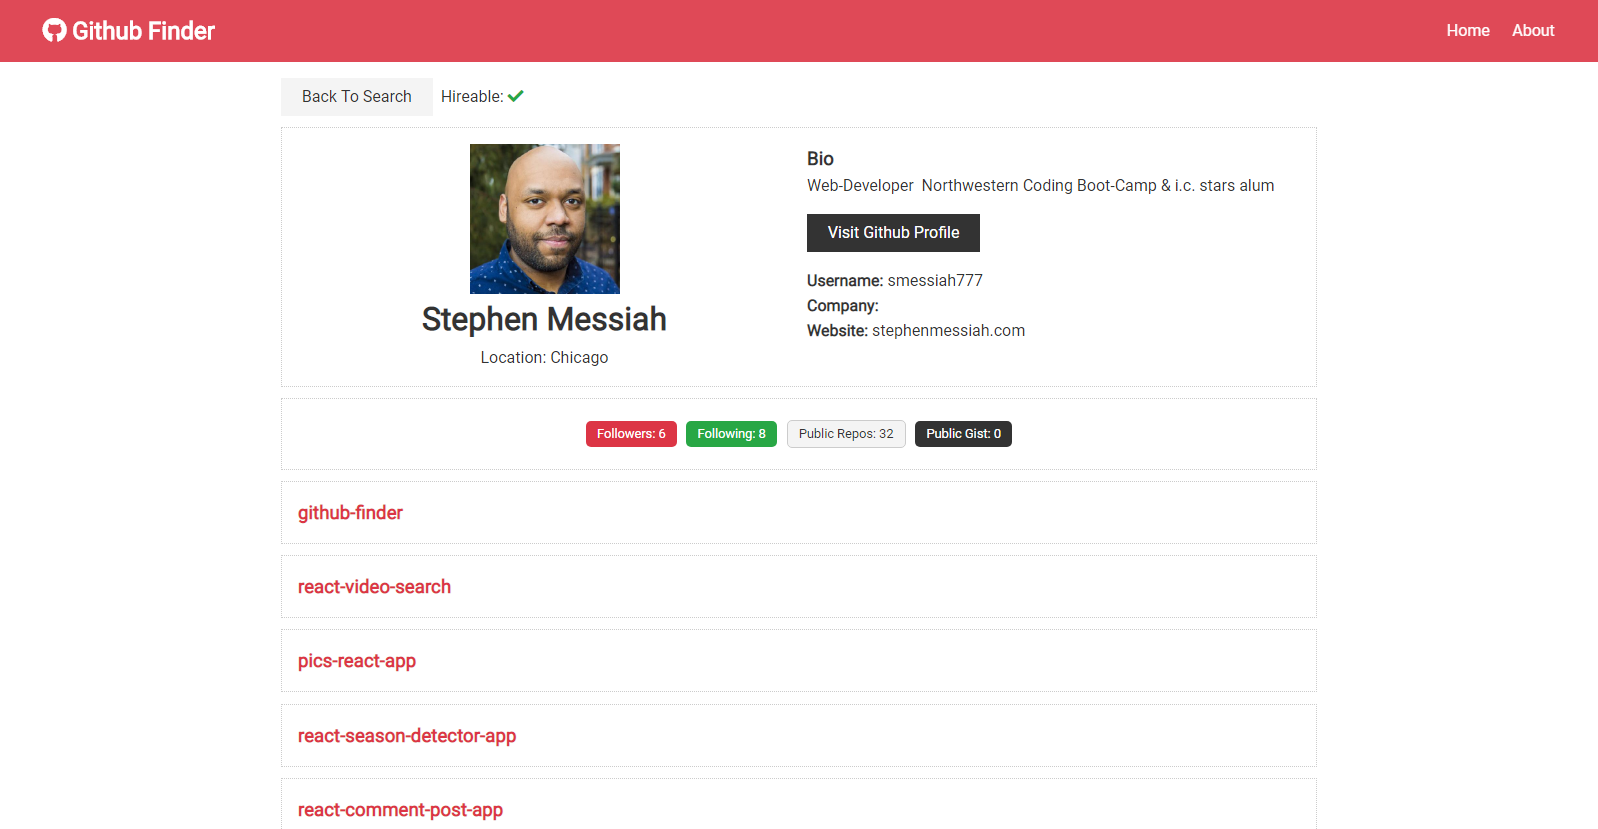 Github Finder
Home About
Back To Search Hireable:
Stephen Messiah
Location: Chicago
Bio
Web-Developer Northwestern Coding Boot-Camp & i.c. stars alum
Visit Github Profile
Username: smessiah777
Company:
Website: stephenmessiah.com
Followers: 6 Following: 8 Public Repos: 32 Public Gist: 0
github-finder
react-video-search
pics-react-app
react-season-detector-app
react-comment-post-app